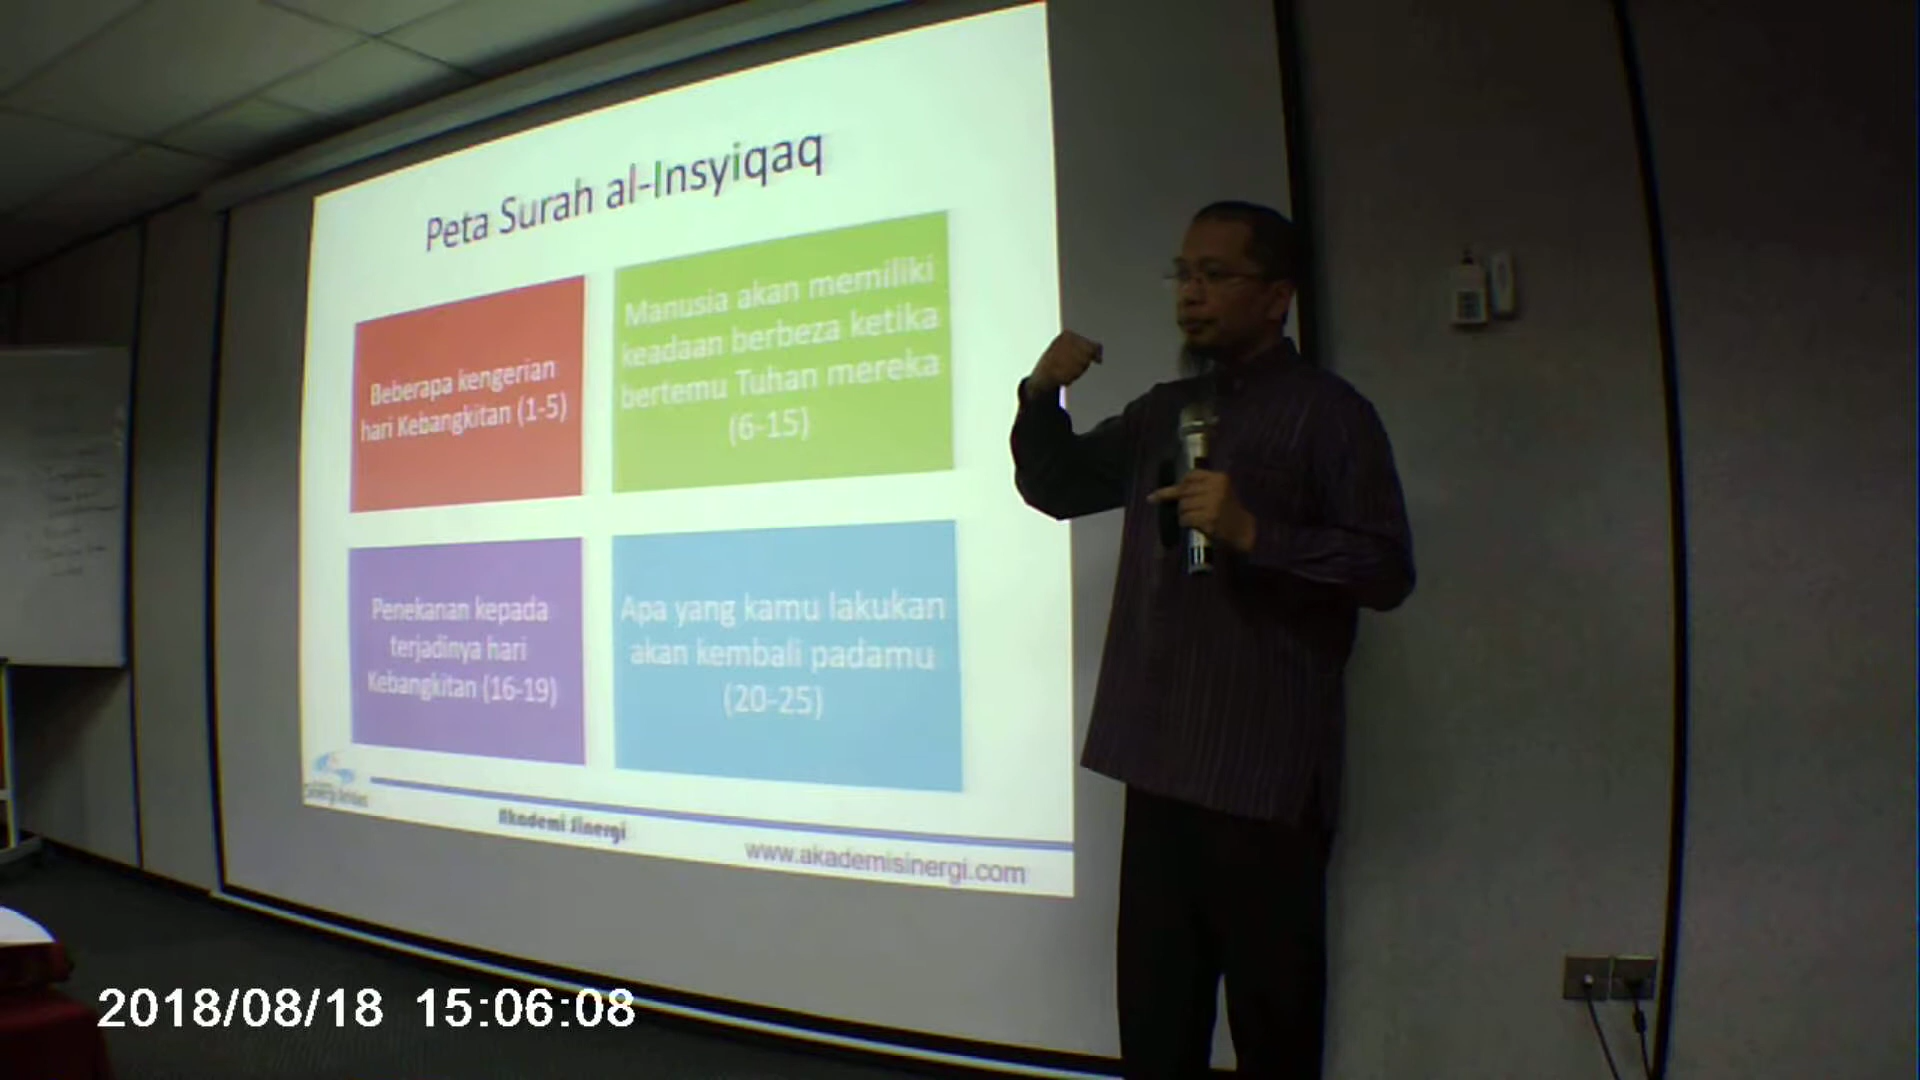 Peta Surah al-Insyiqaq
Beberapa kengerian
hari Kebangkitan (1-5)
Manusia akan memiliki
keadaan berbeza ketika
bertemu Tuhan mereka
(6-15)
Penekanan kepada
terjadinya hari
Kebangkitan (16-19)
Apa yang kamu lakukan
akan kembali padamu
(20-25)
Akademi Sinergi
www.akademisinergi.com
2018/08/18 15:06:08